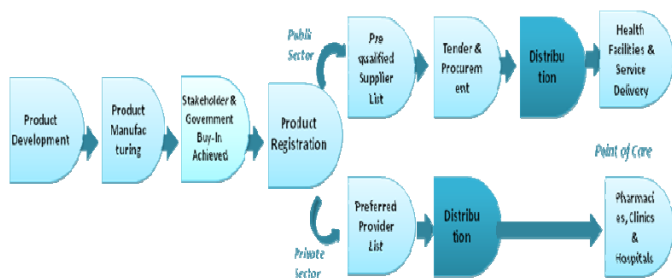 Product
Development
Product
Manufac
turing
Stakeholder &
Government
Buy-In
Achieved
Product
Registration
Public
Sector
Pre
qualified
Supplier
List
Tender &
Procurem
ent
Distribu
tion
Health
Facilities &
Service
Delivery
Point of Care
Private
Sector
Preferred
Provider
List
Distribu
tion
Pharmaci
es, Clinics
&
Hospitals